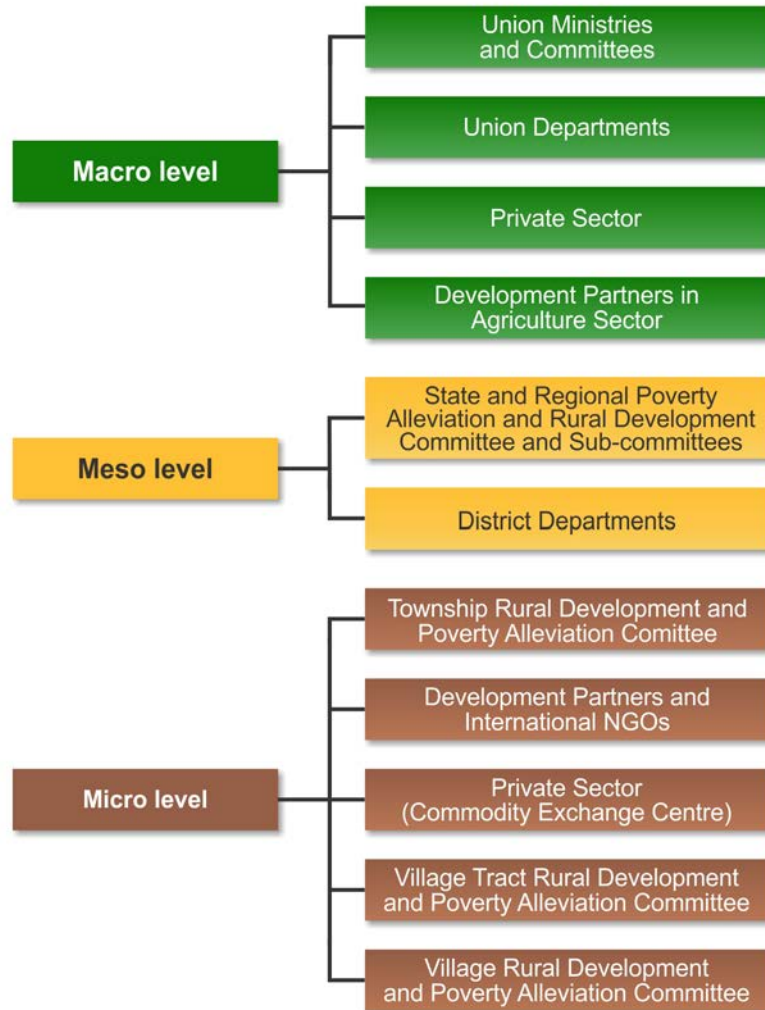 Macro level
Union Ministries
and Committees
Union Departments
Private Sector
Development Partners in
Agriculture Sector
Meso level
State and Regional Poverty
Alleviation and Rural Development
Committee and Sub-committees
District Departments
Micro level
Township Rural Development and
Poverty Alleviation Comittee
Development Partners and
International NGOs
Private Sector
(Commodity Exchange Centre)
Village Tract Rural Development
and Poverty Alleviation Committee
Village Rural Development
and Poverty Alleviation Committee